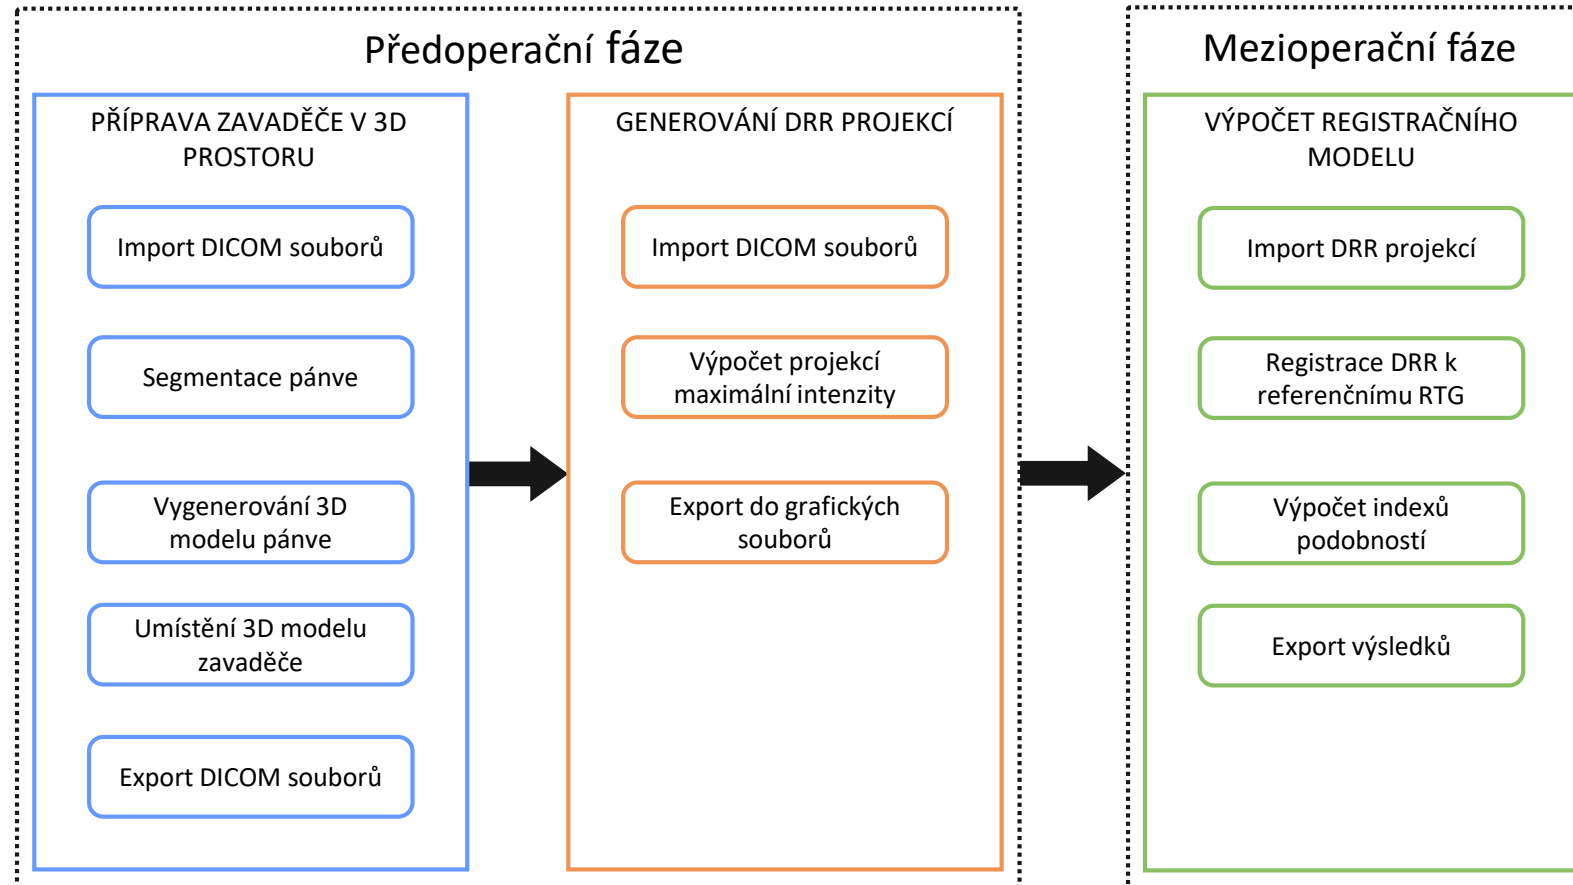 Předoperační fáze
PŘÍPRAVA ZAVADĚČE V 3D
PROSTORU
Import DICOM souborů
Segmentace pánve
Vygenerování 3D
modelu pánve
Umístění 3D modelu
zavaděče
Export DICOM souborů
GENEROVÁNÍ DRR PROJEKCÍ
Import DICOM souborů
Výpočet projekcí
maximální intenzity
Export do grafických
souborů
Mezioperační fáze
VÝPOČET REGISTRAČNÍHO
MODELU
Import DRR projekcí
Registrace DRR k
referenčnímu RTG
Výpočet indexů
podobností
Export výsledků